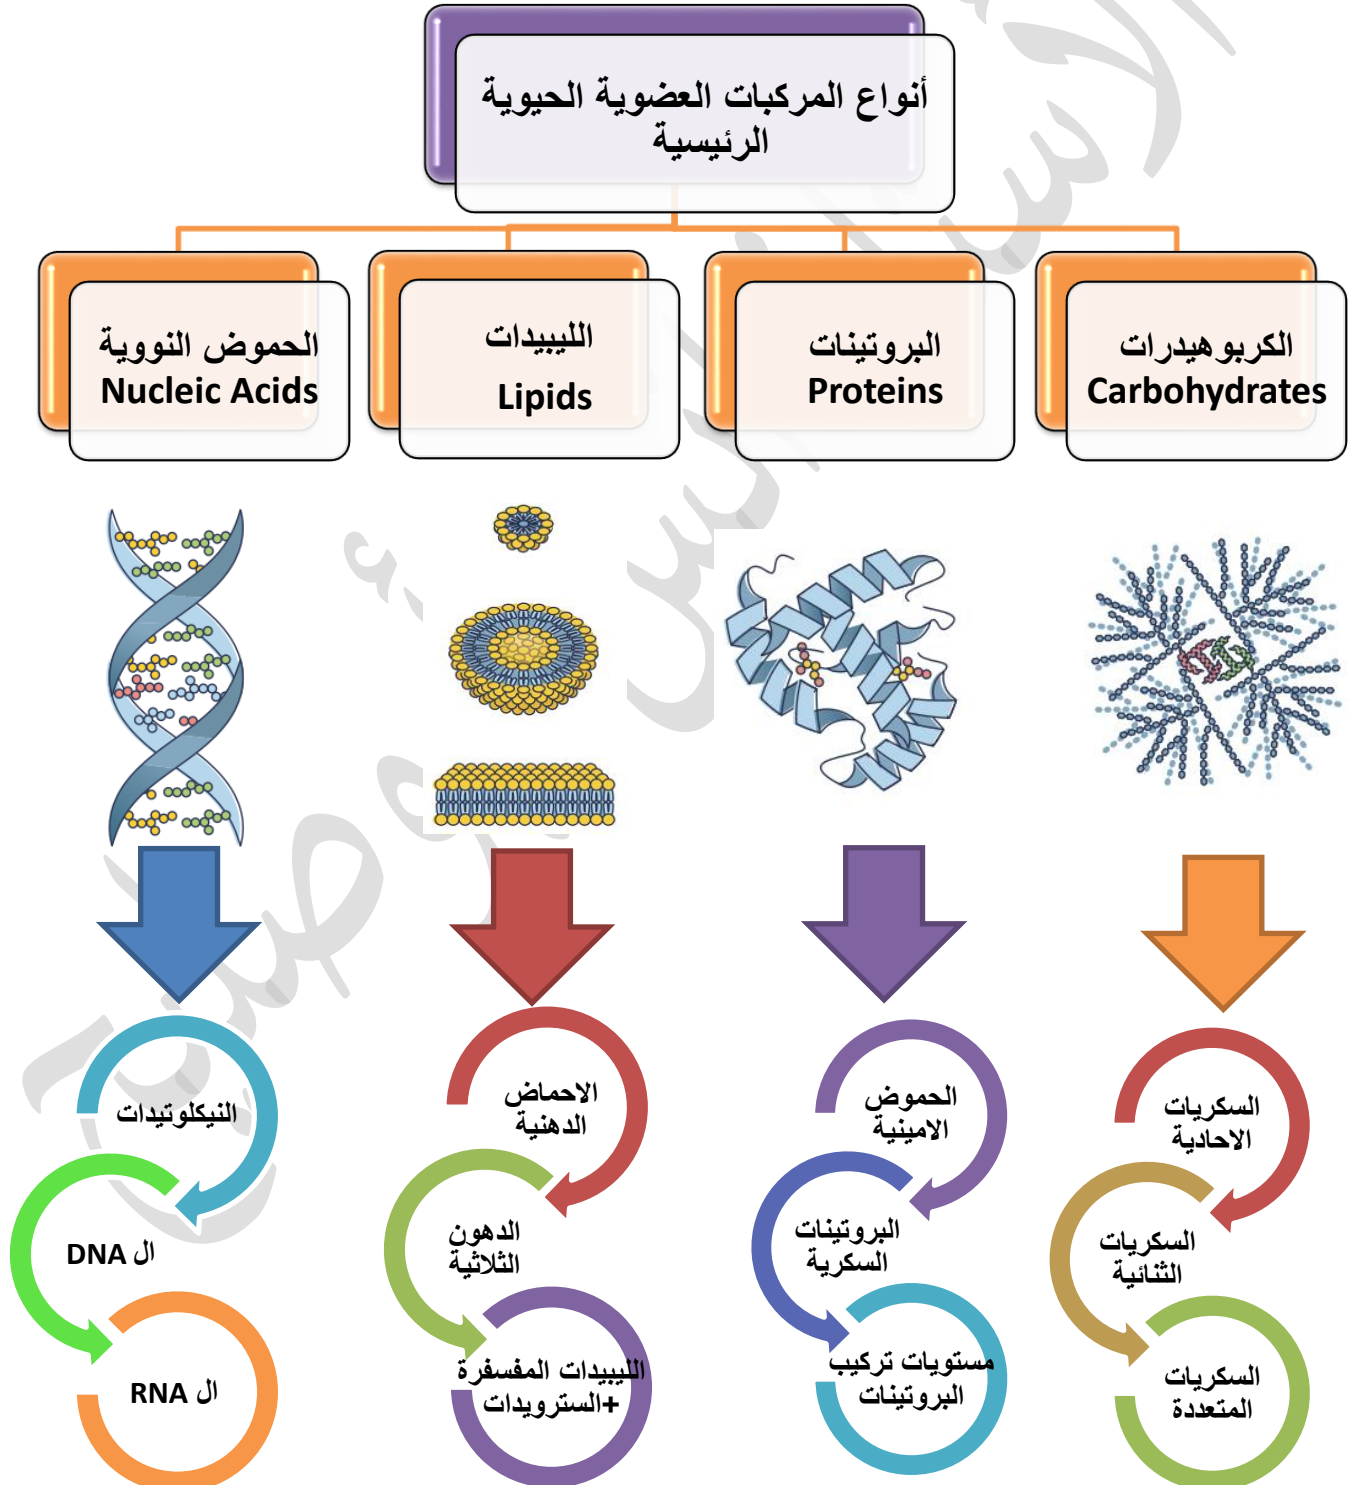 أنواع المركبات العضوية الحيوية
الرئيسية
الكربوهيدرات
Carbohydrates
البروتينات
Proteins
الليبيدات
Lipids
الحموض النووية
Nucleic Acids
السكريات
الاحادية
السكريات
الثنائية
السكريات
المتعددة
الحموض
الامينية
البروتينات
السكرية
مستويات تركيب
البروتينات
الاحماض
الدهنية
الدهون
الثلاثية
الليبيدات المفسفرة
+السترويدات
النيكلوتيدات
ال DNA
ال RNA